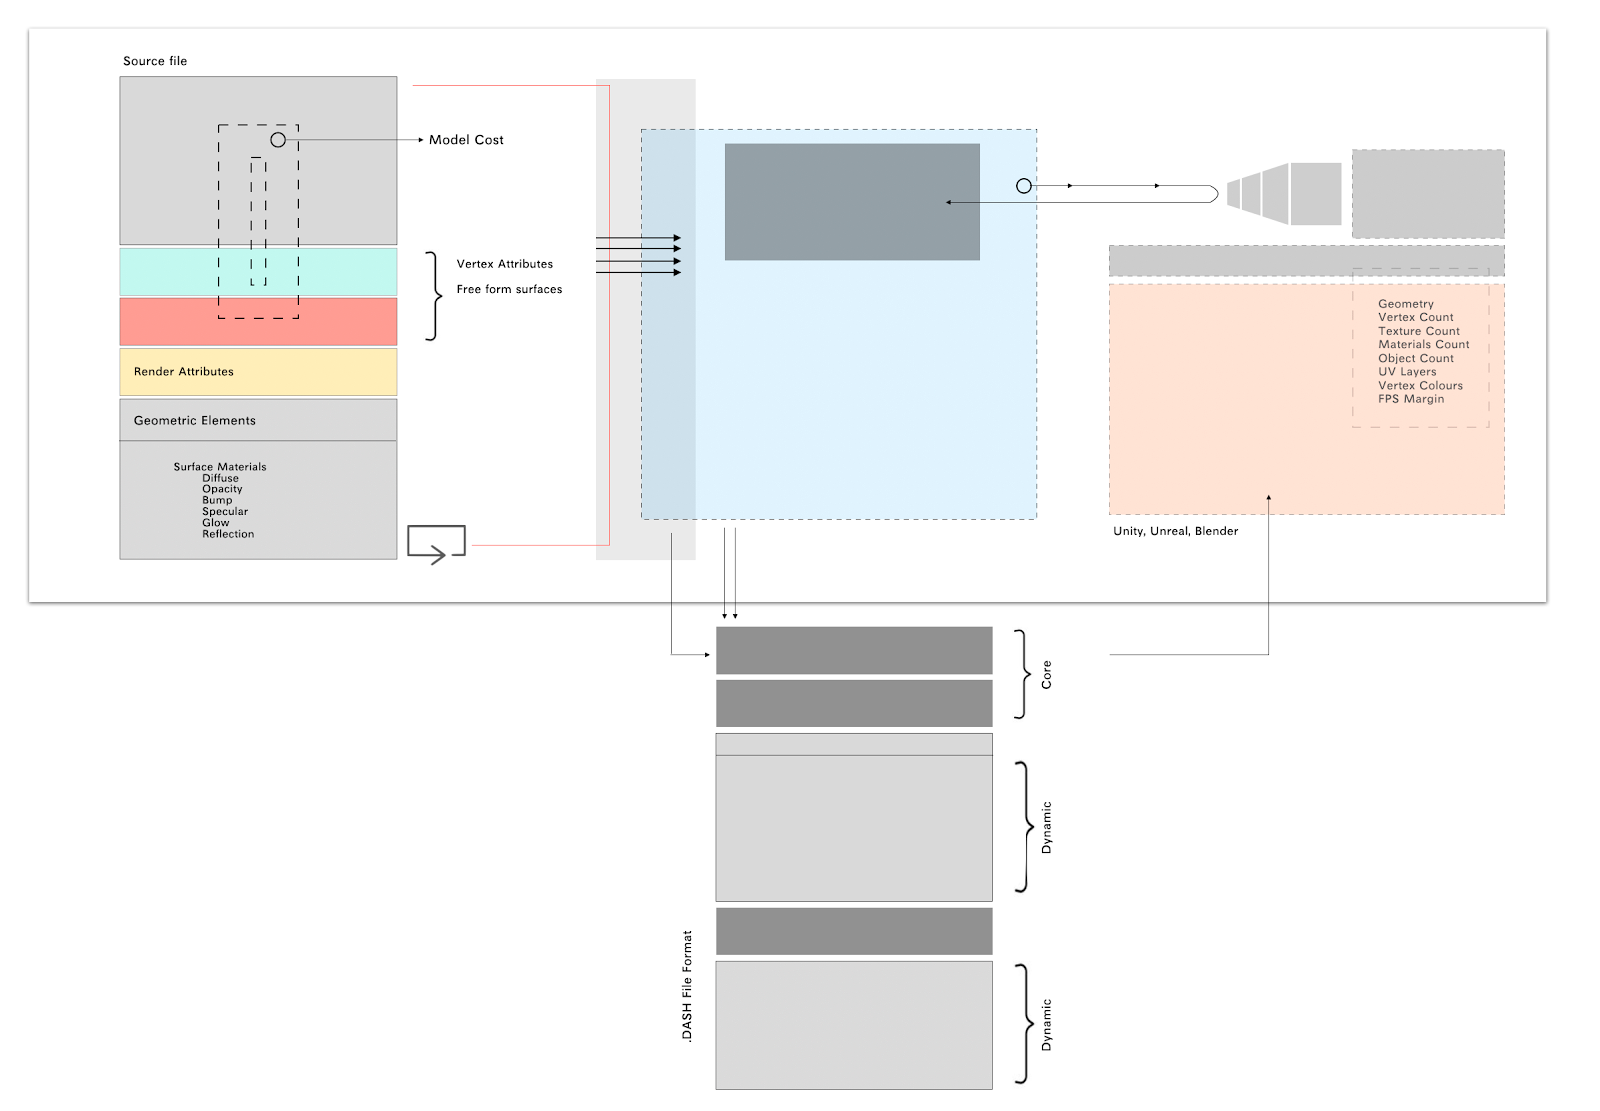 Source file
Model Cost
Vertex Attributes
Free form surfaces
Render Attributes
Geometric Elements
Surface Materials
Diffuse
Opacity
Bump
Specular
Glow
Reflection
Geometry
Vertex Count
Texture Count
Materials Count
Object Count
UV Layers
Vertex Colours
FPS Margin
Unity, Unreal, Blender
Core
Dynamic
.DASH File Format
Dynamic